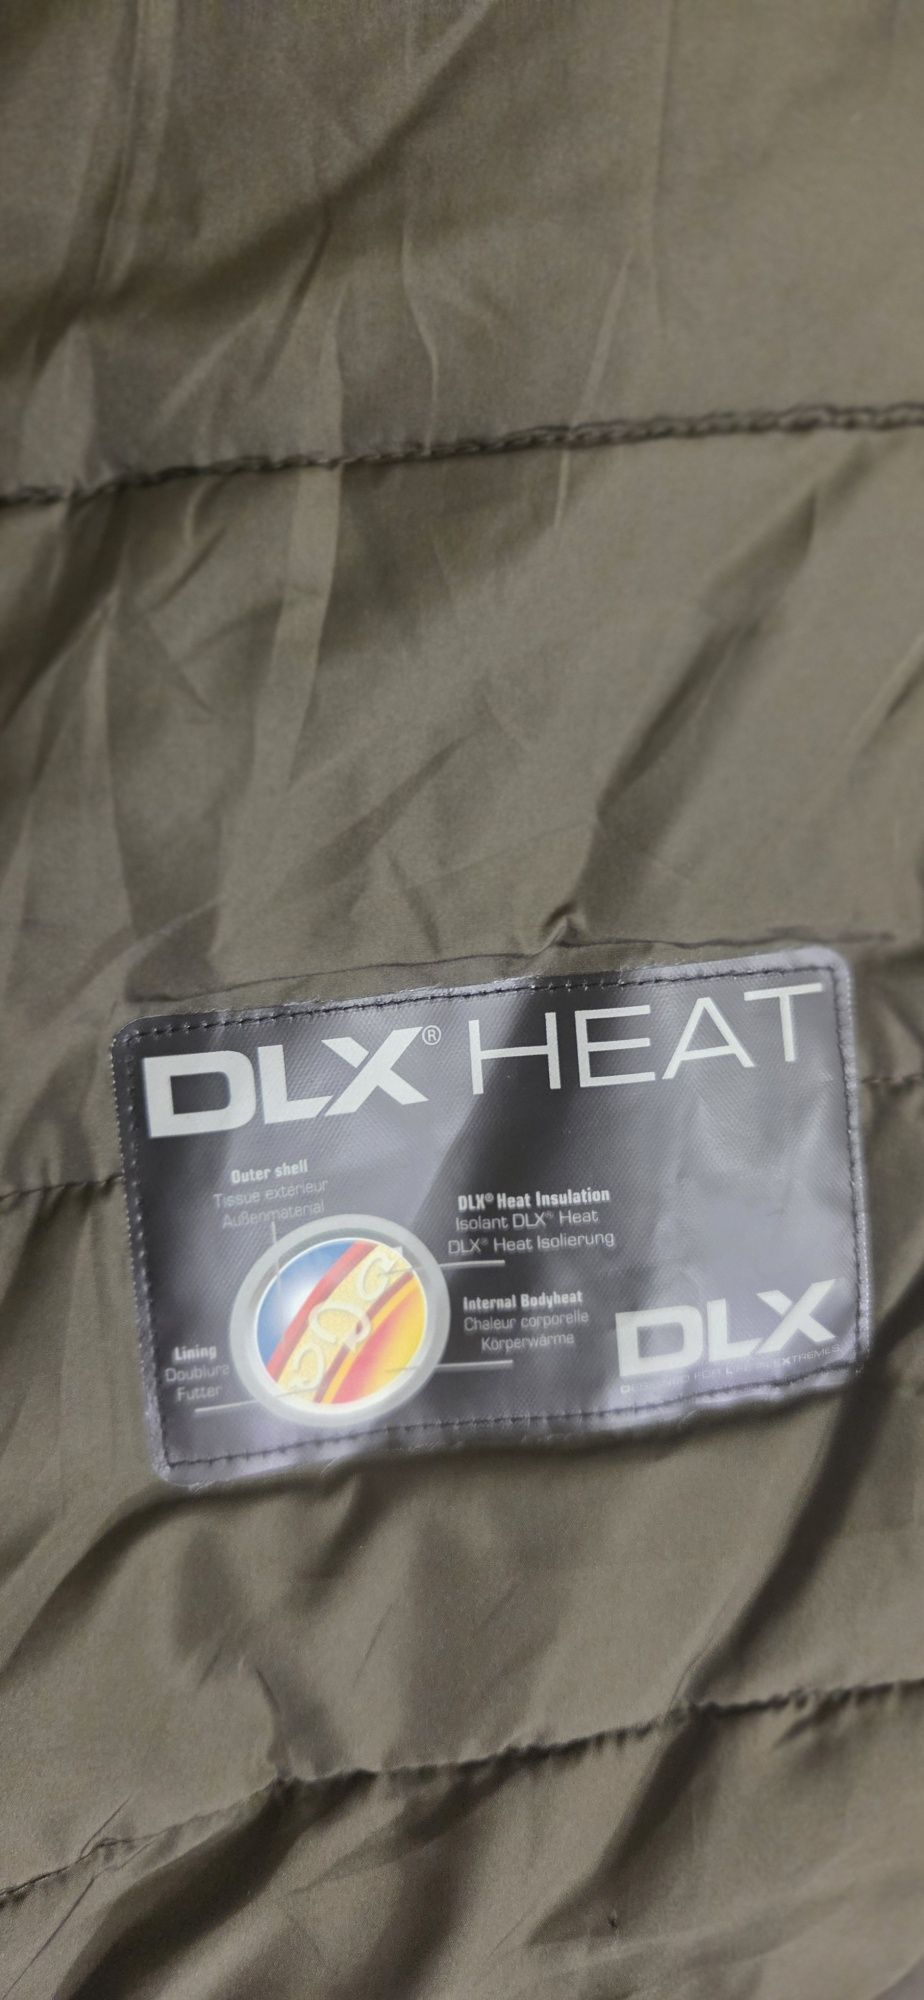 DLX® HEAT
Outer shell
Tissue extérieur
Außenmaterial
DLX® Heat Insulation
Isolant DLX® Heat
DLX® Heat Isolierung
Internal Bodyheat
Chaleur corporelle
Körperwärme
Lining
Doublure
Futter
DLX